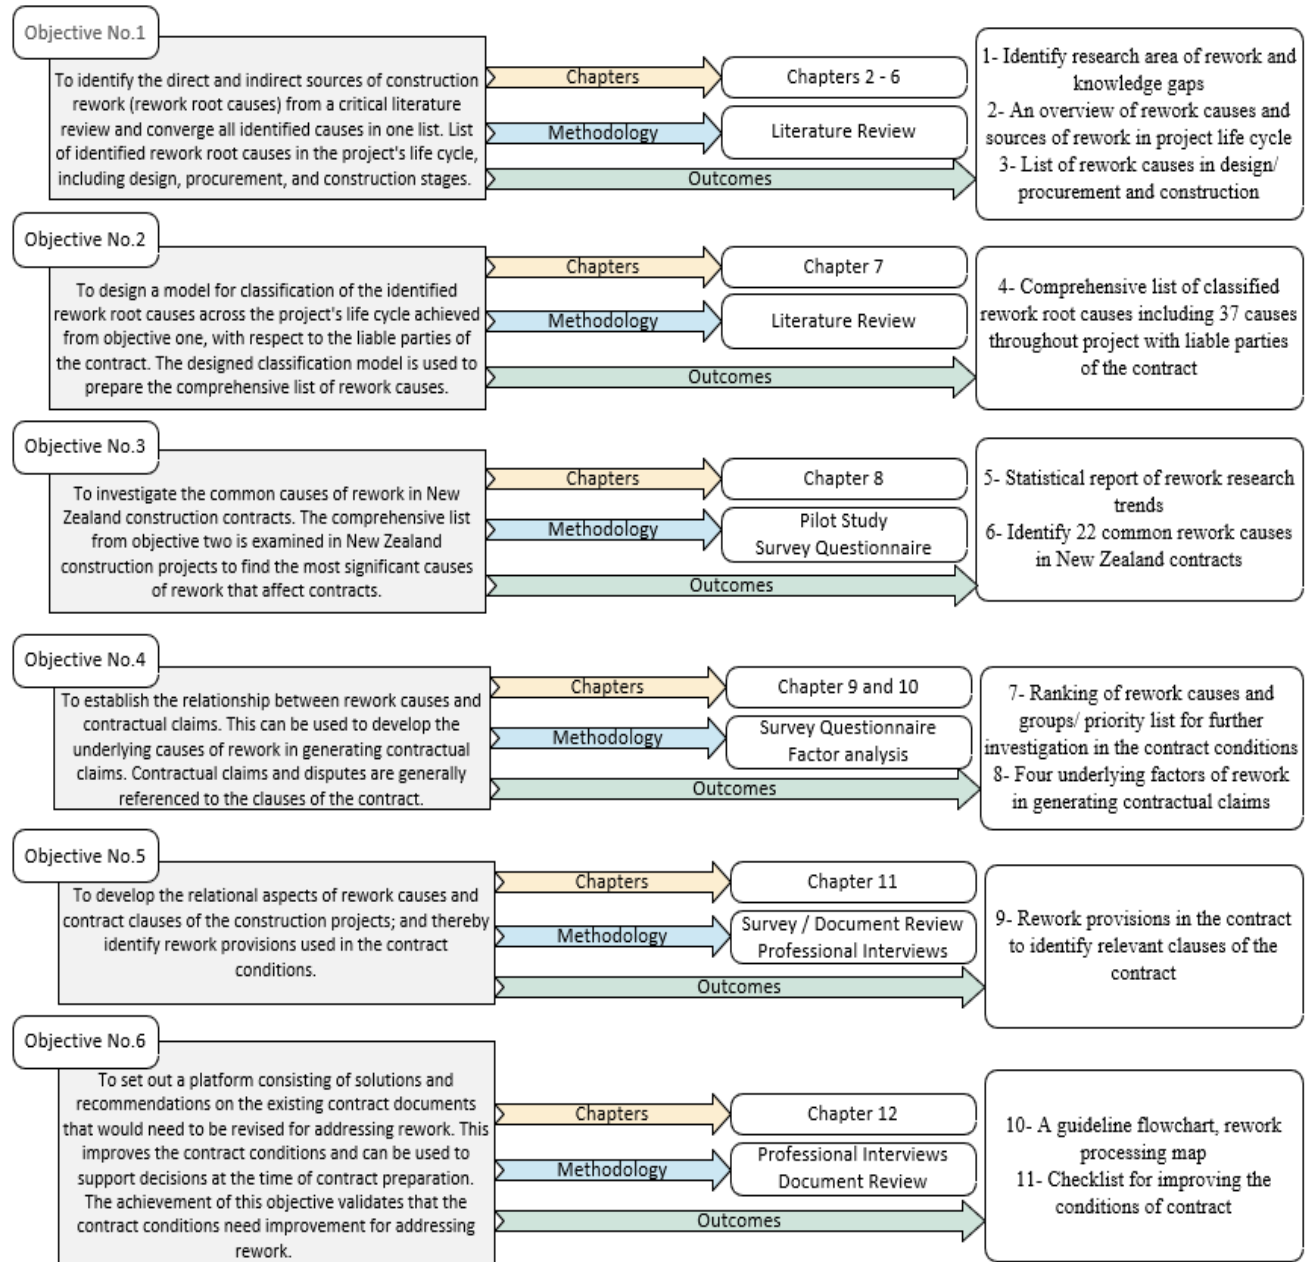 Objective No.1
To identify the direct and indirect sources of construction
rework (rework root causes) from a critical literature
review and converge all identified causes in one list. List
of identified rework root causes in the project's life cycle,
including design, procurement, and construction stages.
Chapters
Chapters 2 - 6
Methodology
Literature Review
Outcomes
1- Identify research area of rework and
knowledge gaps
2- An overview of rework causes and
sources of rework in project life cycle
3- List of rework causes in design/
procurement and construction
Objective No.2
To design a model for classification of the identified
rework root causes across the project's life cycle achieved
from objective one, with respect to the liable parties of
the contract. The designed classification model is used to
prepare the comprehensive list of rework causes.
Chapters
Chapter 7
Methodology
Literature Review
Outcomes
4- Comprehensive list of classified
rework root causes including 37 causes
throughout project with liable parties
of the contract
Objective No.3
To investigate the common causes of rework in New
Zealand construction contracts. The comprehensive list
from objective two is examined in New Zealand
construction projects to find the most significant causes
of rework that affect contracts.
Chapters
Chapter 8
Methodology
Pilot Study
Survey Questionnaire
Outcomes
5- Statistical report of rework research
trends
6- Identify 22 common rework causes
in New Zealand contracts
Objective No.4
To establish the relationship between rework causes and
contractual claims. This can be used to develop the
underlying causes of rework in generating contractual
claims. Contractual claims and disputes are generally
referenced to the clauses of the contract.
Chapters
Chapter 9 and 10
Methodology
Survey Questionnaire
Factor analysis
Outcomes
7- Ranking of rework causes and
groups/ priority list for further
investigation in the contract conditions
8- Four underlying factors of rework
in generating contractual claims
Objective No.5
To develop the relational aspects of rework causes and
contract clauses of the construction projects; and thereby
identify rework provisions used in the contract
conditions.
Chapters
Chapter 11
Methodology
Survey / Document Review
Professional Interviews
Outcomes
9- Rework provisions in the contract
to identify relevant clauses of the
contract
Objective No.6
To set out a platform consisting of solutions and
recommendations on the existing contract documents
that would need to be revised for addressing rework. This
improves the contract conditions and can be used to
support decisions at the time of contract preparation.
The achievement of this objective validates that the
contract conditions need improvement for addressing
rework.
Chapters
Chapter 12
Methodology
Professional Interviews
Document Review
Outcomes
10- A guideline flowchart, rework
processing map
11- Checklist for improving the
conditions of contract